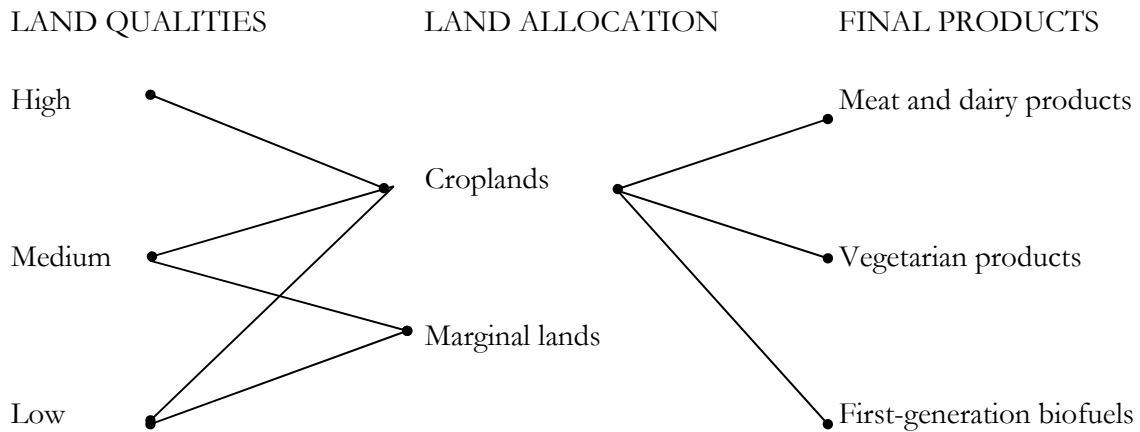 LAND QUALITIES LAND ALLOCATION FINAL PRODUCTS
High Meat and dairy products
Croplands
Medium Vegetarian products
Marginal lands
Low First-generation biofuels